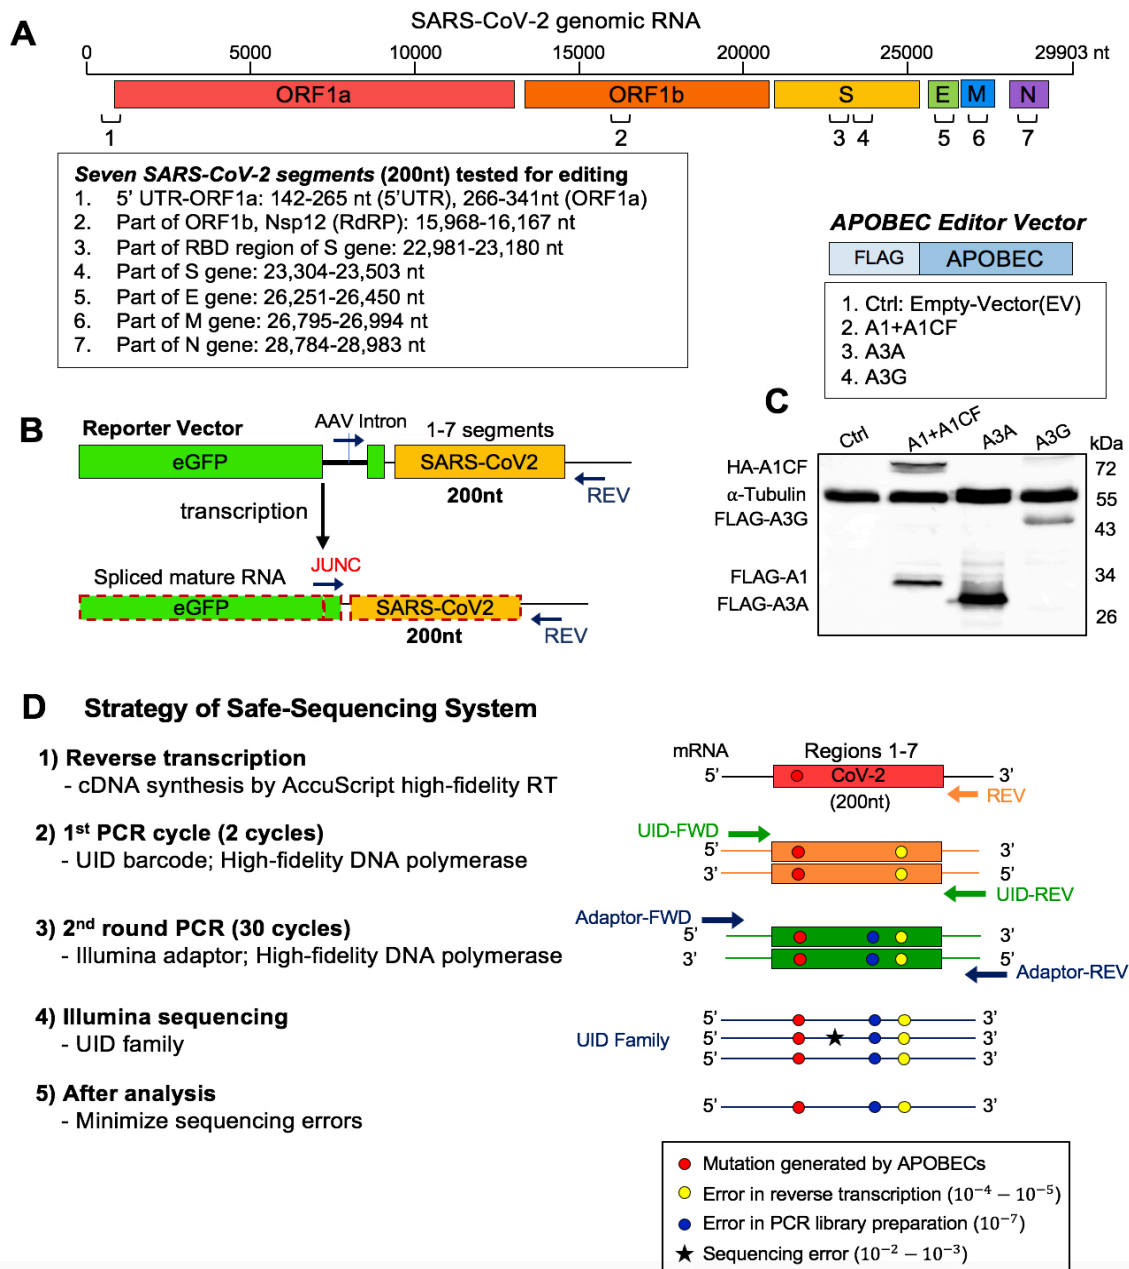 A
SARS-CoV-2 genomic RNA
0 5000 10000 15000 20000 25000 29903 nt
ORF1a ORF1b S E M N
1 2 3 4 5 6 7
Seven SARS-CoV-2 segments (200nt) tested for editing
1. 5’ UTR-ORF1a: 142-265 nt (5’UTR), 266-341nt (ORF1a)
2. Part of ORF1b, Nsp12 (RdRP): 15,968-16,167 nt
3. Part of RBD region of S gene: 22,981-23,180 nt
4. Part of S gene: 23,304-23,503 nt
5. Part of E gene: 26,251-26,450 nt
6. Part of M gene: 26,795-26,994 nt
7. Part of N gene: 28,784-28,983 nt
APOBEC Editor Vector
FLAG APOBEC
1. Ctrl: Empty-Vector(EV)
2. A1+A1CF
3. A3A
4. A3G
B
Reporter Vector
AAV Intron
1-7 segments
eGFP
SARS-CoV2
200nt
REV
transcription
JUNC
Spliced mature RNA
eGFP
SARS-CoV2
200nt
REV
C
Ctrl A1+A1CF A3A A3G
kDa
HA-A1CF 72
α-Tubulin 55
FLAG-A3G 43
FLAG-A1 34
FLAG-A3A 26
D Strategy of Safe-Sequencing System
1) Reverse transcription
- cDNA synthesis by AccuScript high-fidelity RT
2) 1st PCR cycle (2 cycles)
- UID barcode; High-fidelity DNA polymerase
3) 2nd round PCR (30 cycles)
- Illumina adaptor; High-fidelity DNA polymerase
4) Illumina sequencing
- UID family
5) After analysis
- Minimize sequencing errors
mRNA Regions 1-7
5’ CoV-2 3’
(200nt) REV
UID-FWD
5’ 3’
3’ 5’
UID-REV
Adaptor-FWD
5’ 3’
3’ 5’
Adaptor-REV
5’ 3’
UID Family 5’ 3’
5’ 3’
5’ 3’
Mutation generated by APOBECs
Error in reverse transcription (10⁻⁴ − 10⁻⁵)
Error in PCR library preparation (10⁻⁷)
Sequencing error (10⁻² − 10⁻³)